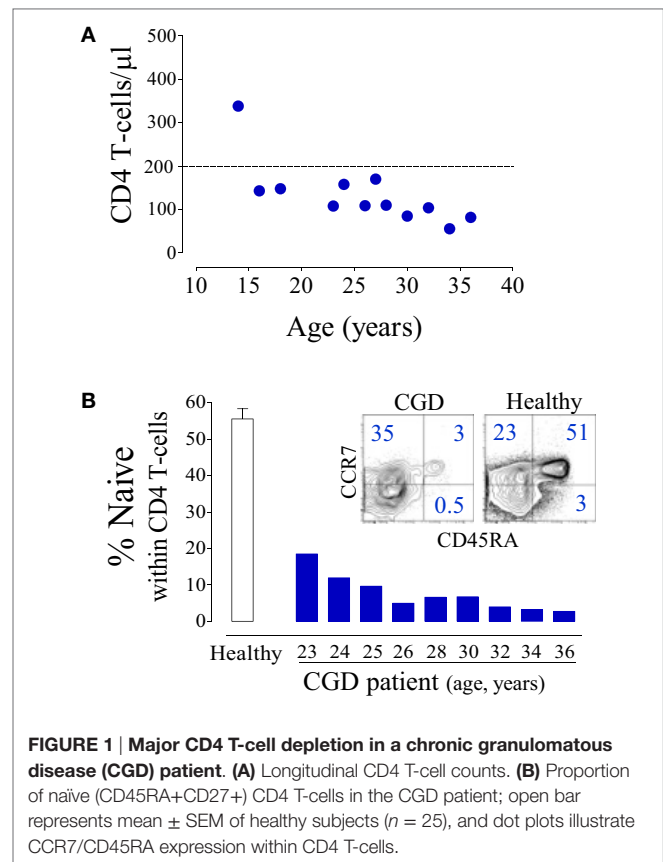 A
CD4 T-cells/µl
500
400
300
200
100
0
10 15 20 25 30 35 40
Age (years)
B
% Naive
within CD4 T-cells
60
50
40
30
20
10
0
CGD Healthy
35 3 23 51
0.5 3
CCR7
CD45RA
Healthy 23 24 25 26 28 30 32 34 36
CGD patient (age, years)
FIGURE 1 | Major CD4 T-cell depletion in a chronic granulomatous
disease (CGD) patient. (A) Longitudinal CD4 T-cell counts. (B) Proportion
of naïve (CD45RA+CD27+) CD4 T-cells in the CGD patient; open bar
represents mean ± SEM of healthy subjects (n = 25), and dot plots illustrate
CCR7/CD45RA expression within CD4 T-cells.